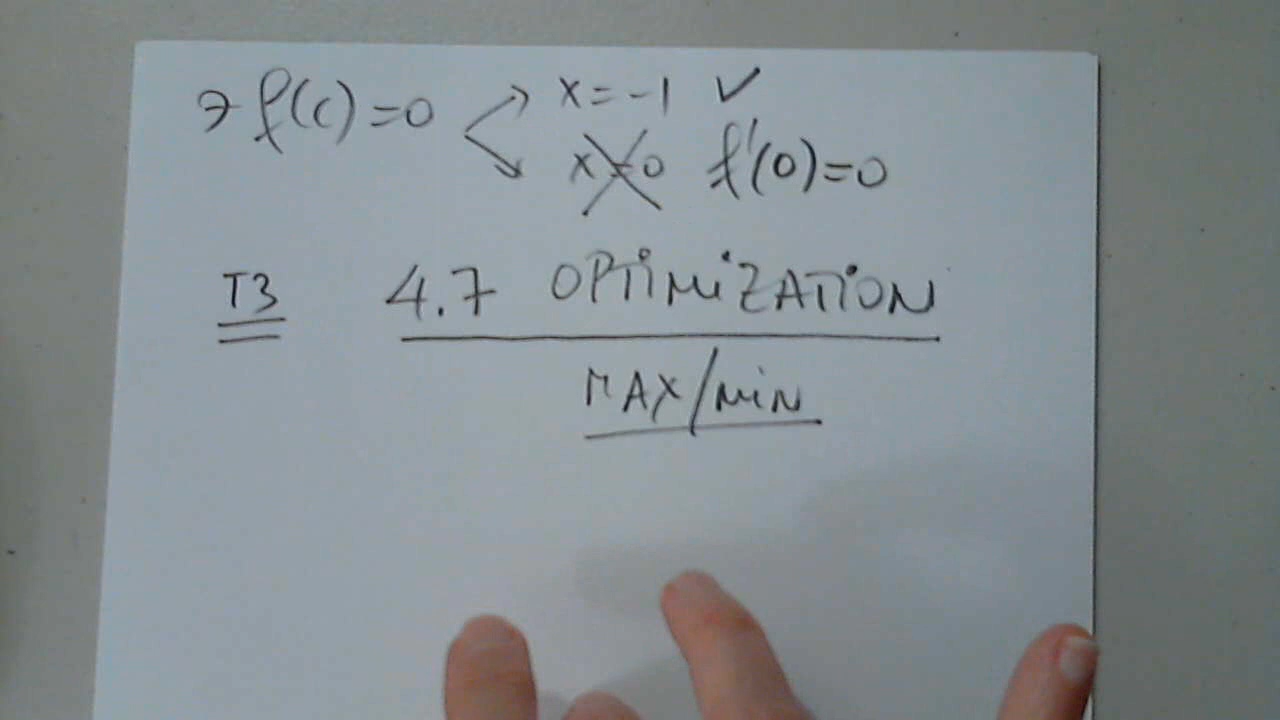 → f(c)=0 x=-1 ✓
x=0 f'(0)=0
T3 4.7 OPTIMIZATION
MAX/MIN